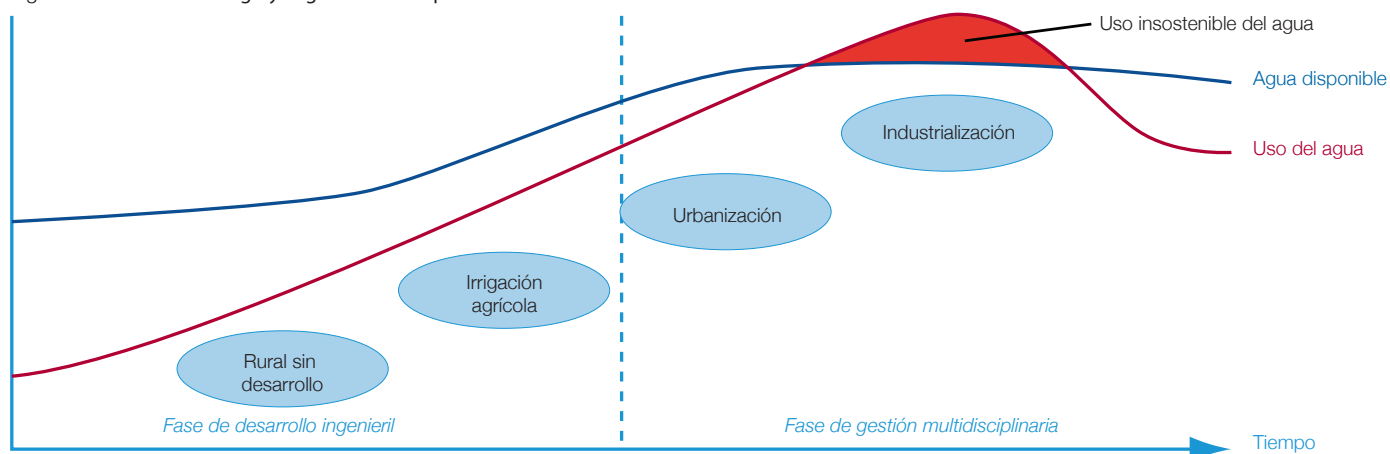 Uso insostenible del agua
Agua disponible
Industrialización
Uso del agua
Urbanización
Irrigación
agrícola
Rural sin
desarrollo
Fase de desarrollo ingenieril
Fase de gestión multidisciplinaria
Tiempo